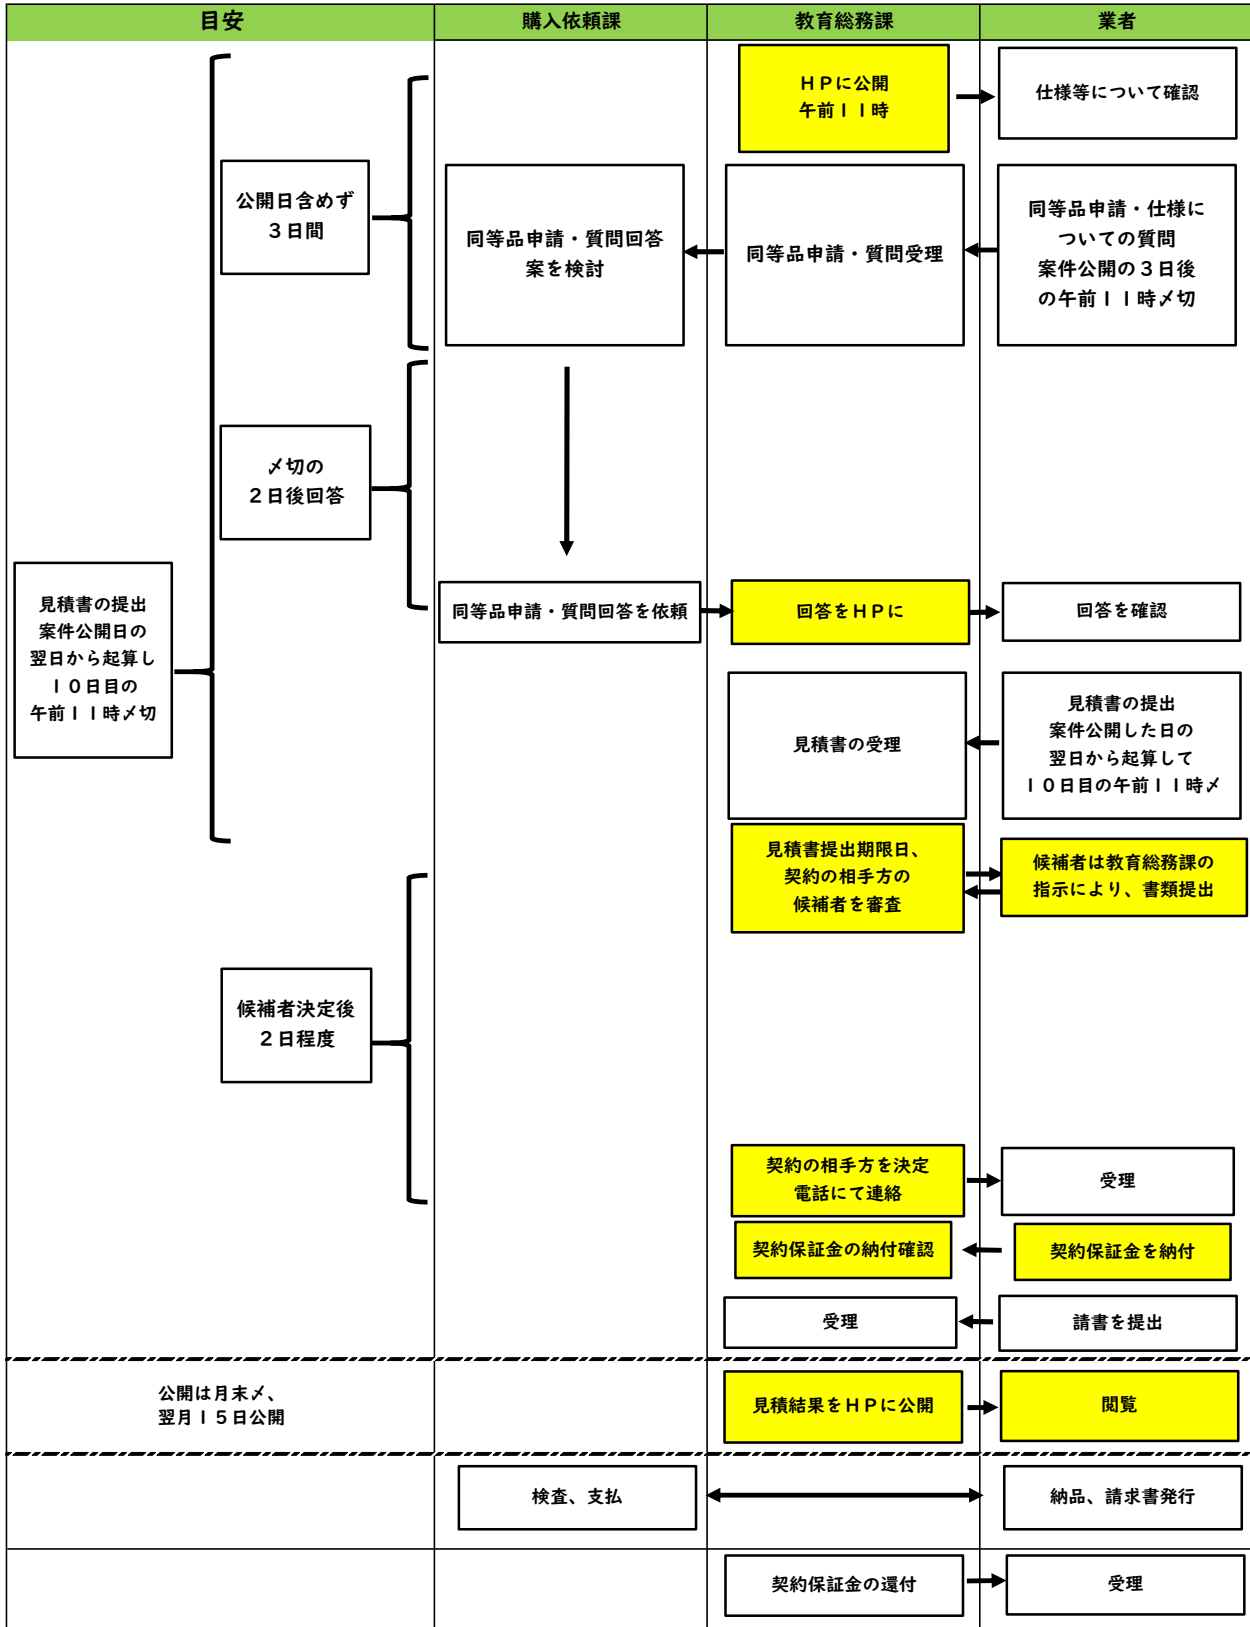 目安
購入依頼課
教育総務課
業者
ＨＰに公開
午前１１時
仕様等について確認
公開日含めず
３日間
同等品申請・質問回答
案を検討
同等品申請・質問受理
同等品申請・仕様に
ついての質問
案件公開の３日後
の午前１１時〆切
〆切の
２日後回答
見積書の提出
案件公開日の
翌日から起算し
１０日目の
午前１１時〆切
同等品申請・質問回答を依頼
回答をＨＰに
回答を確認
見積書の受理
見積書の提出
案件公開した日の
翌日から起算して
１０日目の午前１１時〆
見積書提出期限日、
契約の相手方の
候補者を審査
候補者は教育総務課の
指示により、書類提出
候補者決定後
２日程度
契約の相手方を決定
電話にて連絡
受理
契約保証金の納付確認
契約保証金を納付
受理
請書を提出
公開は月末〆、
翌月１５日公開
見積結果をＨＰに公開
閲覧
検査、支払
納品、請求書発行
契約保証金の還付
受理